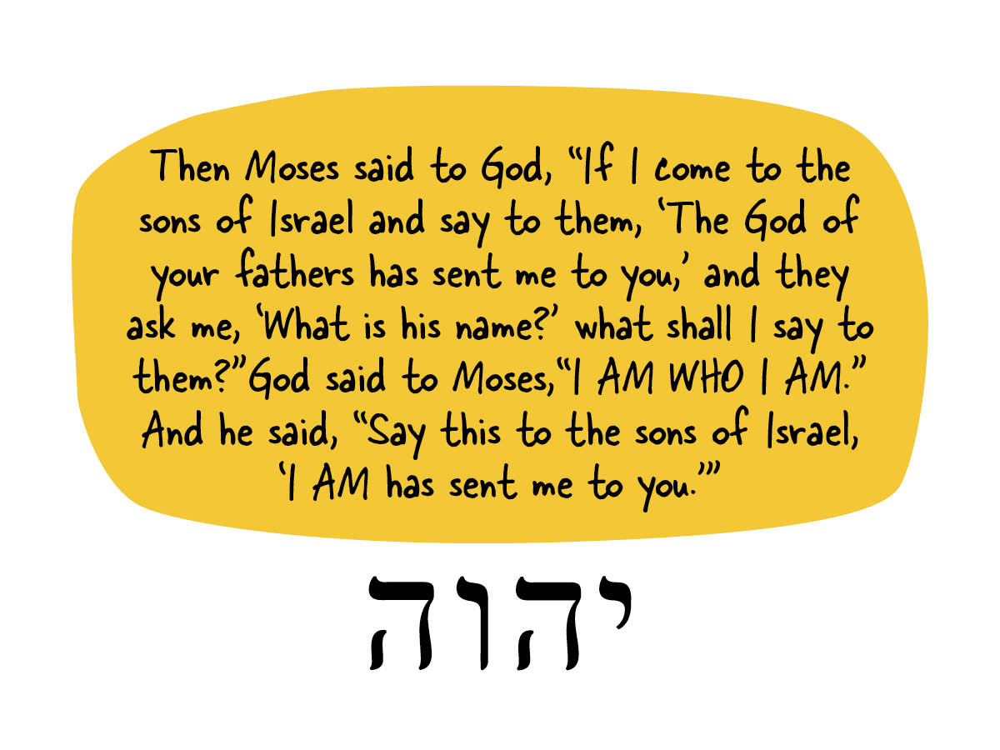 Then Moses said to God, “If I come to the
sons of Israel and say to them, ‘The God of
your fathers has sent me to you,’ and they
ask me, ‘What is his name?’ what shall I say to
them?”God said to Moses,“I AM WHO I AM.”
And he said, “Say this to the sons of Israel,
‘I AM has sent me to you.’”
יהוה